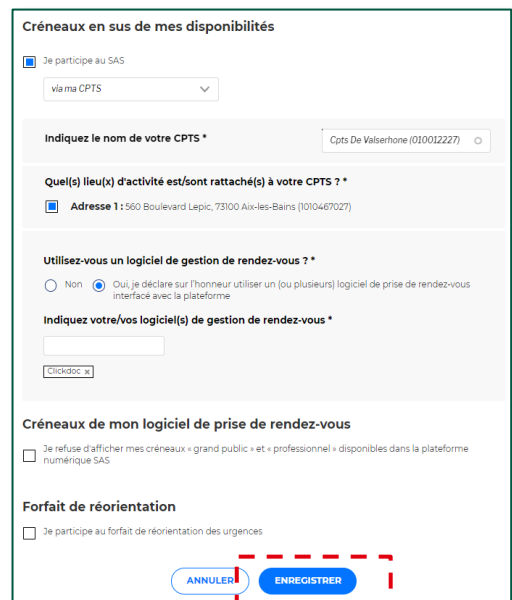 Créneaux en sus de mes disponibilités
Je participe au SAS
via ma CPTS
Indiquez le nom de votre CPTS *
Cpts De Valserhone (010012227)
Quel(s) lieu(x) d'activité est/sont rattaché(s) à votre CPTS ? *
Adresse 1 : 560 Boulevard Lepic, 73100 Aix-les-Bains (1010467027)
Utilisez-vous un logiciel de gestion de rendez-vous ? *
Non
Oui, je déclare sur l'honneur utiliser un (ou plusieurs) logiciel de prise de rendez-vous
interfacé avec la plateforme
Indiquez votre/vos logiciel(s) de gestion de rendez-vous *
Clickdoc x
Créneaux de mon logiciel de prise de rendez-vous
Je refuse d'afficher mes créneaux « grand public » et « professionnel » disponibles dans la plateforme
numérique SAS
Forfait de réorientation
Je participe au forfait de réorientation des urgences
ANNULER
ENREGISTRER